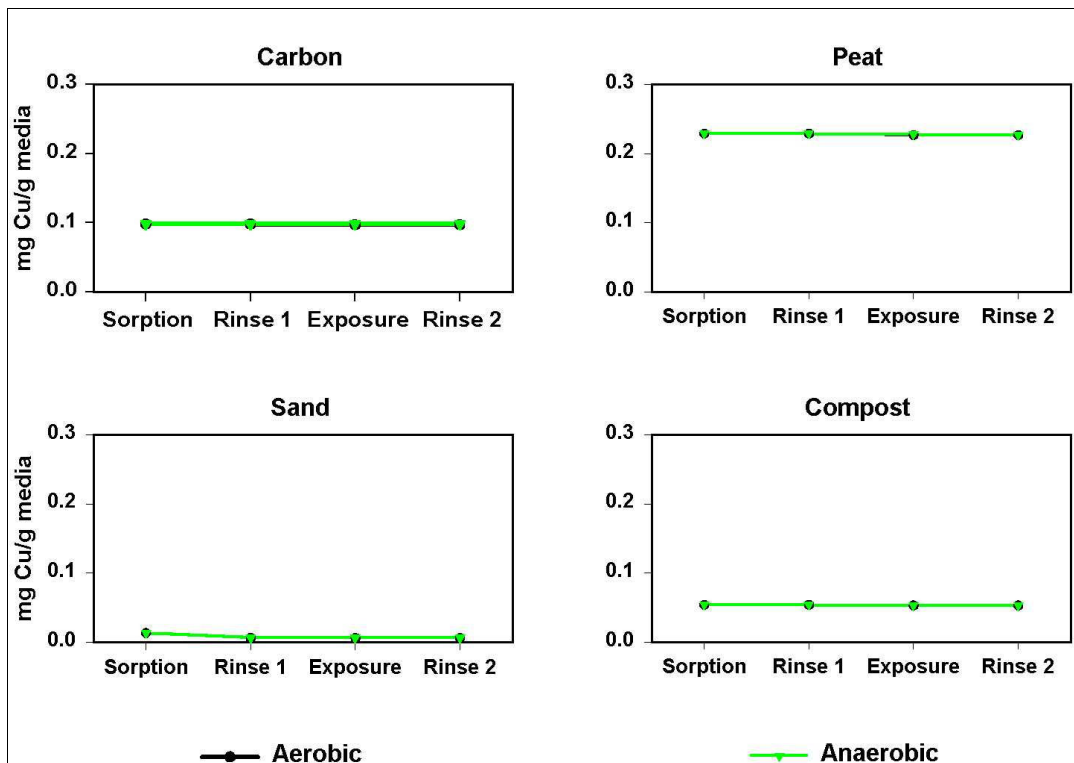 Carbon
0.3
0.2
0.1
0.0
mg Cu/g media
Sorption Rinse 1 Exposure Rinse 2
Peat
0.3
0.2
0.1
0.0
Sorption Rinse 1 Exposure Rinse 2
Sand
0.3
0.2
0.1
0.0
mg Cu/g media
Sorption Rinse 1 Exposure Rinse 2
Compost
0.3
0.2
0.1
0.0
Sorption Rinse 1 Exposure Rinse 2
Aerobic
Anaerobic